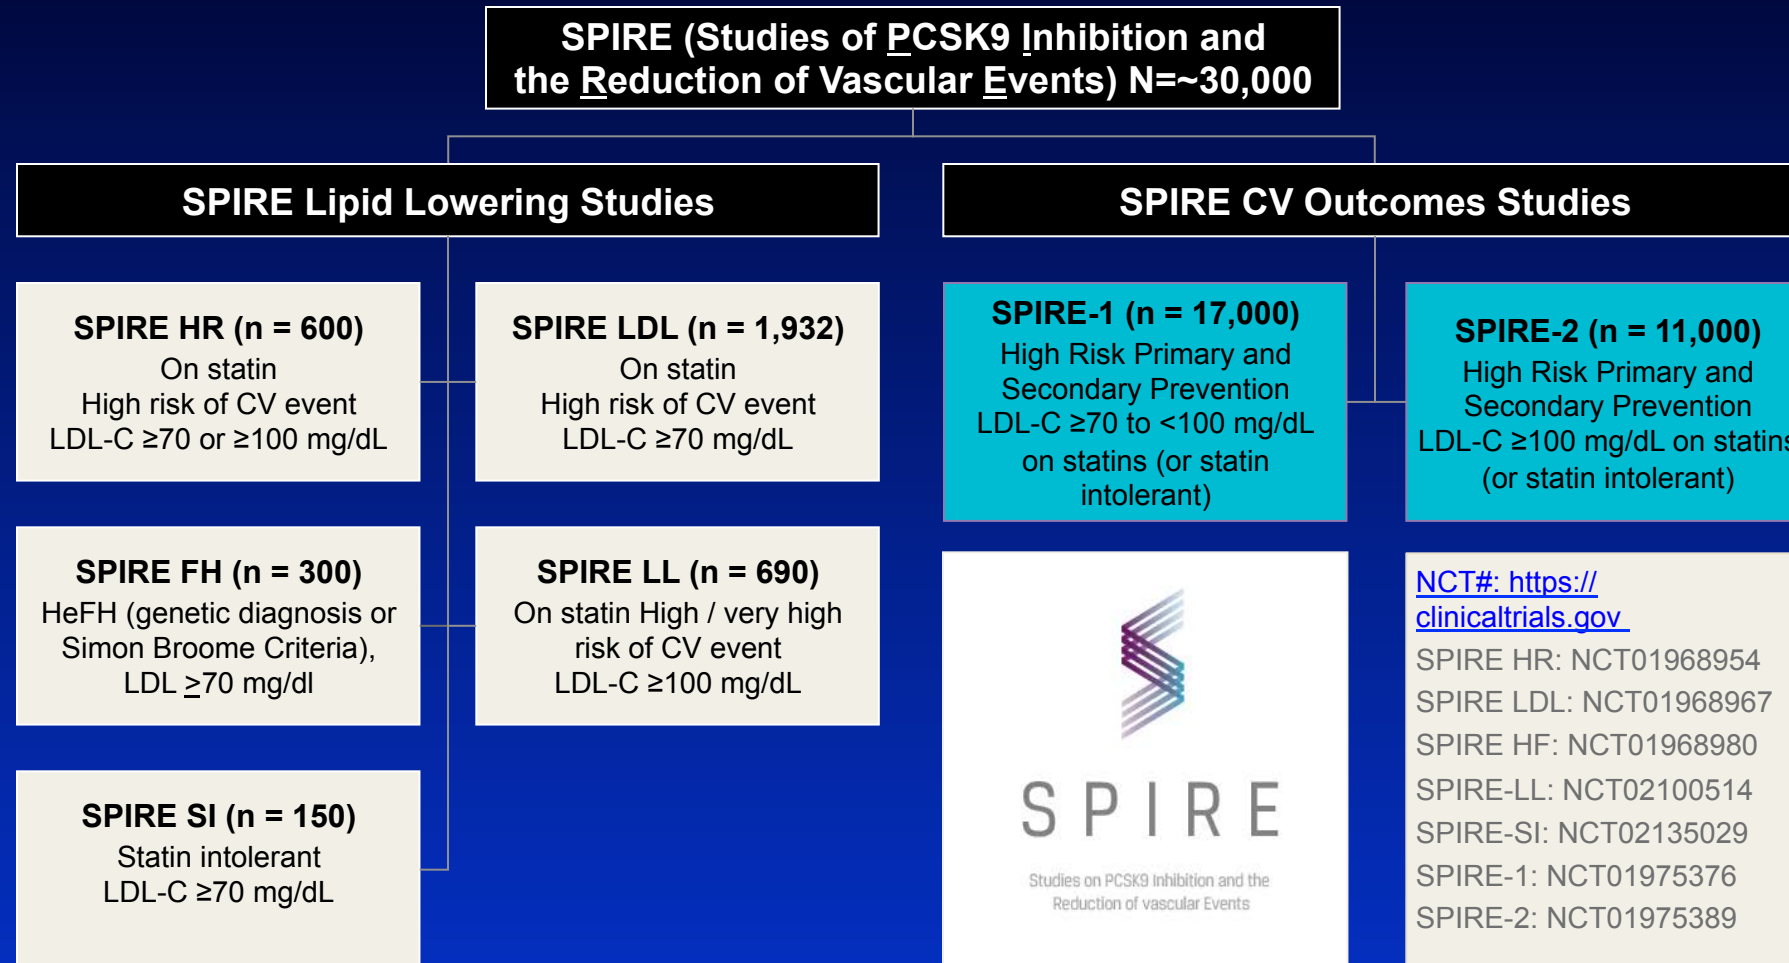 SPIRE (Studies of PCSK9 Inhibition and
the Reduction of Vascular Events) N=~30,000
SPIRE Lipid Lowering Studies
SPIRE CV Outcomes Studies
SPIRE HR (n = 600)
On statin
High risk of CV event
LDL-C ≥70 or ≥100 mg/dL
SPIRE LDL (n = 1,932)
On statin
High risk of CV event
LDL-C ≥70 mg/dL
SPIRE-1 (n = 17,000)
High Risk Primary and
Secondary Prevention
LDL-C ≥70 to <100 mg/dL
on statins (or statin
intolerant)
SPIRE-2 (n = 11,000)
High Risk Primary and
Secondary Prevention
LDL-C ≥100 mg/dL on statins
(or statin intolerant)
SPIRE FH (n = 300)
HeFH (genetic diagnosis or
Simon Broome Criteria),
LDL >70 mg/dl
SPIRE LL (n = 690)
On statin High / very high
risk of CV event
LDL-C ≥100 mg/dL
SPIRE SI (n = 150)
Statin intolerant
LDL-C ≥70 mg/dL
SPIRE
Studies on PCSK9 Inhibition and the
Reduction of vascular Events
NCT#: https://
clinicaltrials.gov
SPIRE HR: NCT01968954
SPIRE LDL: NCT01968967
SPIRE HF: NCT01968980
SPIRE-LL: NCT02100514
SPIRE-SI: NCT02135029
SPIRE-1: NCT01975376
SPIRE-2: NCT01975389